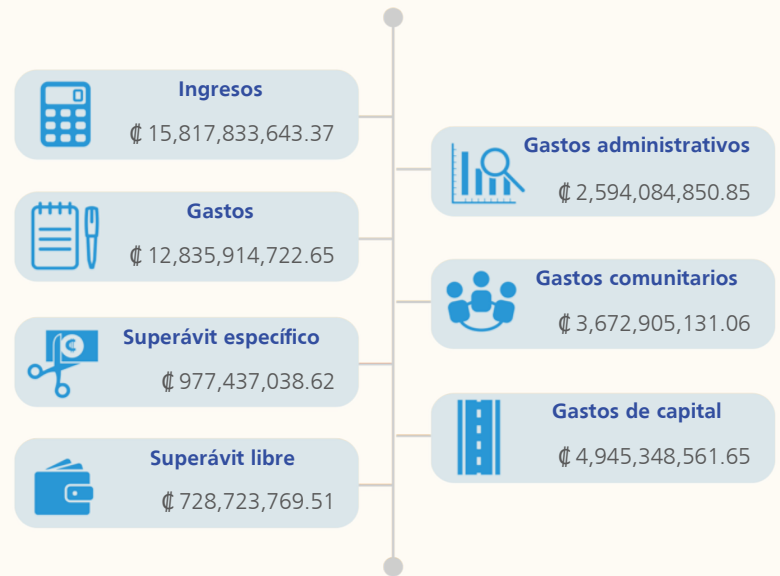 Ingresos
₡ 15,817,833,643.37
Gastos
₡ 12,835,914,722.65
Superávit específico
₡ 977,437,038.62
Superávit libre
₡ 728,723,769.51
Gastos administrativos
₡ 2,594,084,850.85
Gastos comunitarios
₡ 3,672,905,131.06
Gastos de capital
₡ 4,945,348,561.65